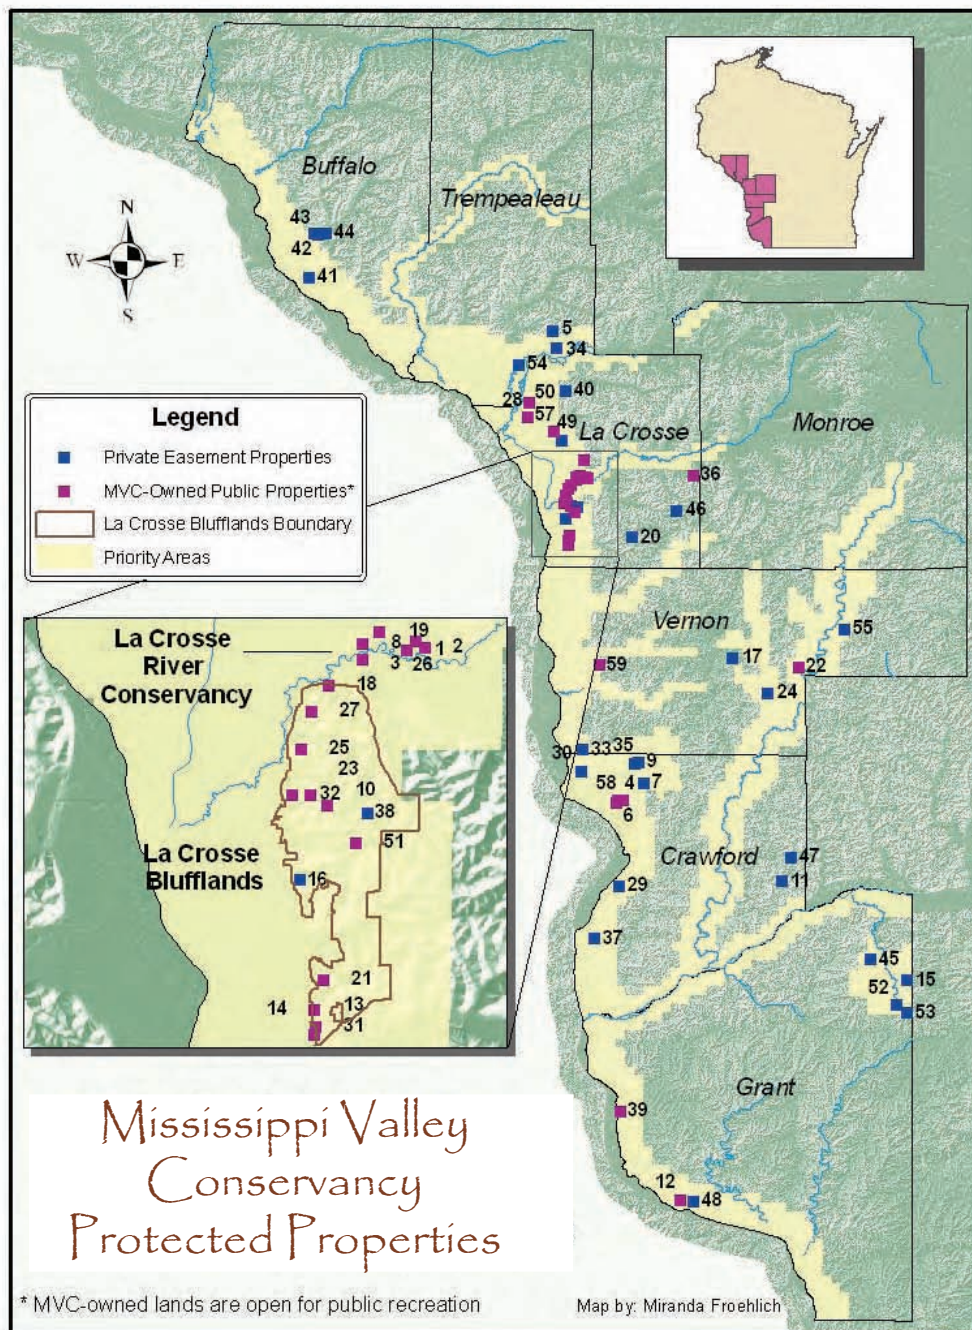 Buffalo
Trempealeau
N
W
E
S
43
44
42
41
5
34
54
40
28
50
57
49
La Crosse
Monroe
36
46
20
Legend
Private Easement Properties
MVC-Owned Public Properties*
La Crosse Blufflands Boundary
Priority Areas
Vernon
55
59
17
22
24
30
33
35
9
58
4
7
6
Crawford
47
11
29
37
45
15
52
53
Grant
39
12
48
La Crosse
River
Conservancy
8
19
1
2
3
26
18
27
25
23
32
10
38
51
La Crosse
Blufflands
16
21
14
13
31
Mississippi Valley
Conservancy
Protected Properties
* MVC-owned lands are open for public recreation
Map by: Miranda Froehlich